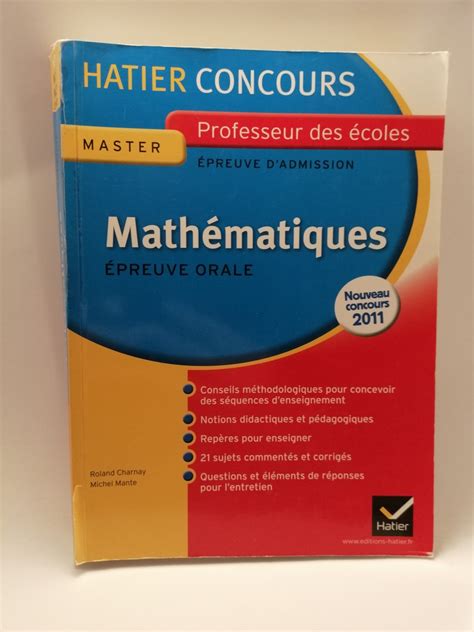 HATIER CONCOURS
MASTER
Professeur des écoles
ÉPREUVE D'ADMISSION
Mathématiques
ÉPREUVE ORALE
Nouveau
concours
2011
Conseils méthodologiques pour concevoir
des séquences d'enseignement
Notions didactiques et pédagogiques
Repères pour enseigner
21 sujets commentés et corrigés
Questions et éléments de réponses
pour l'entretien
Roland Charnay
Michel Mante
Hatier
www.editions-hatier.fr